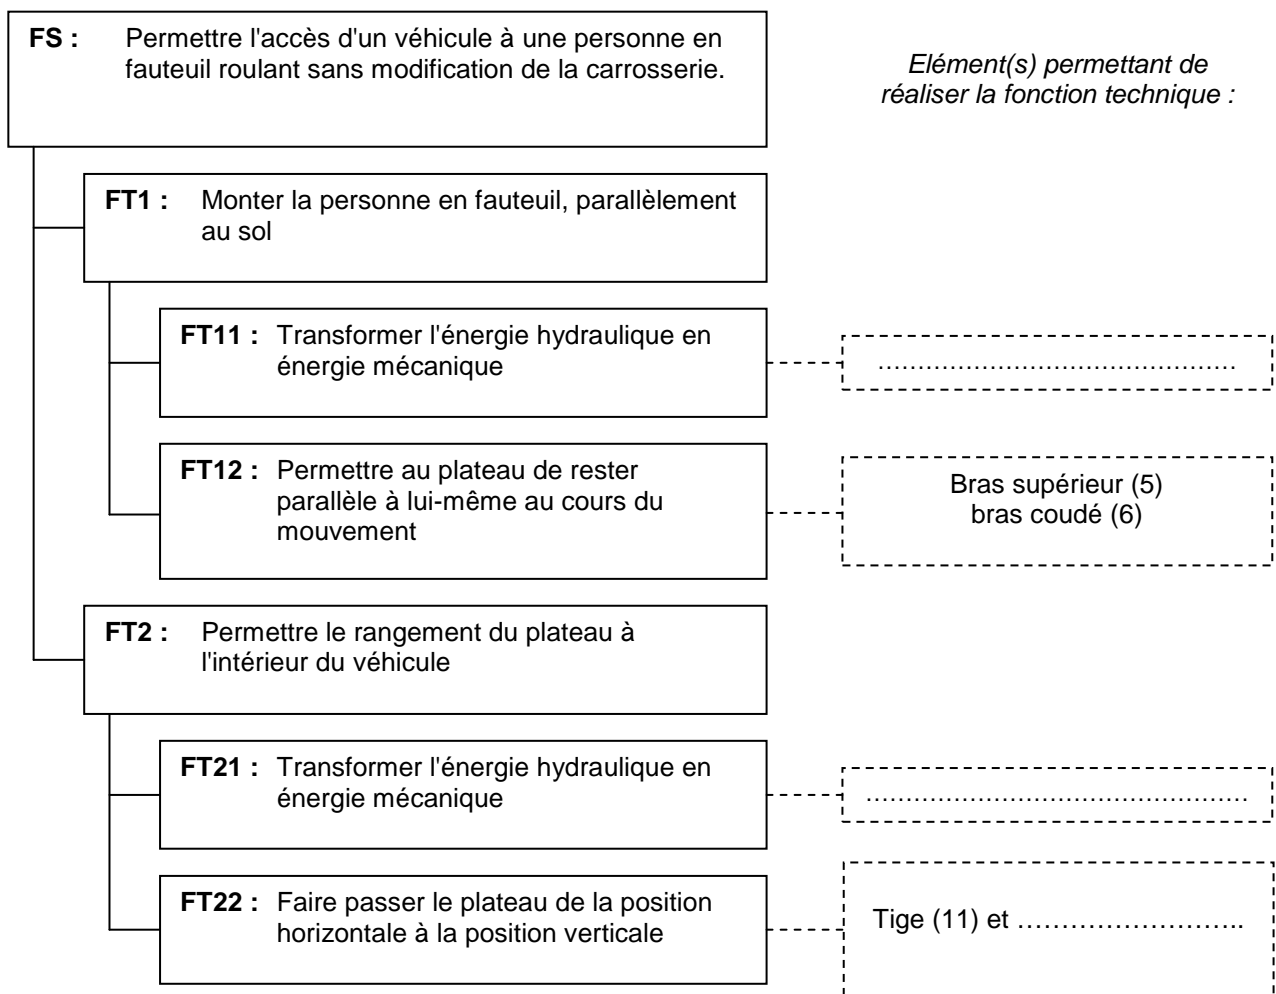 FS : Permettre l'accès d'un véhicule à une personne en
fauteuil roulant sans modification de la carrosserie.
Elément(s) permettant de
réaliser la fonction technique :
FT1 : Monter la personne en fauteuil, parallèlement
au sol
FT11 : Transformer l'énergie hydraulique en
énergie mécanique
………………………………………
FT12 : Permettre au plateau de rester
parallèle à lui-même au cours du
mouvement
Bras supérieur (5)
bras coudé (6)
FT2 : Permettre le rangement du plateau à
l'intérieur du véhicule
FT21 : Transformer l'énergie hydraulique en
énergie mécanique
…………………………………………
FT22 : Faire passer le plateau de la position
horizontale à la position verticale
Tige (11) et ……………………..